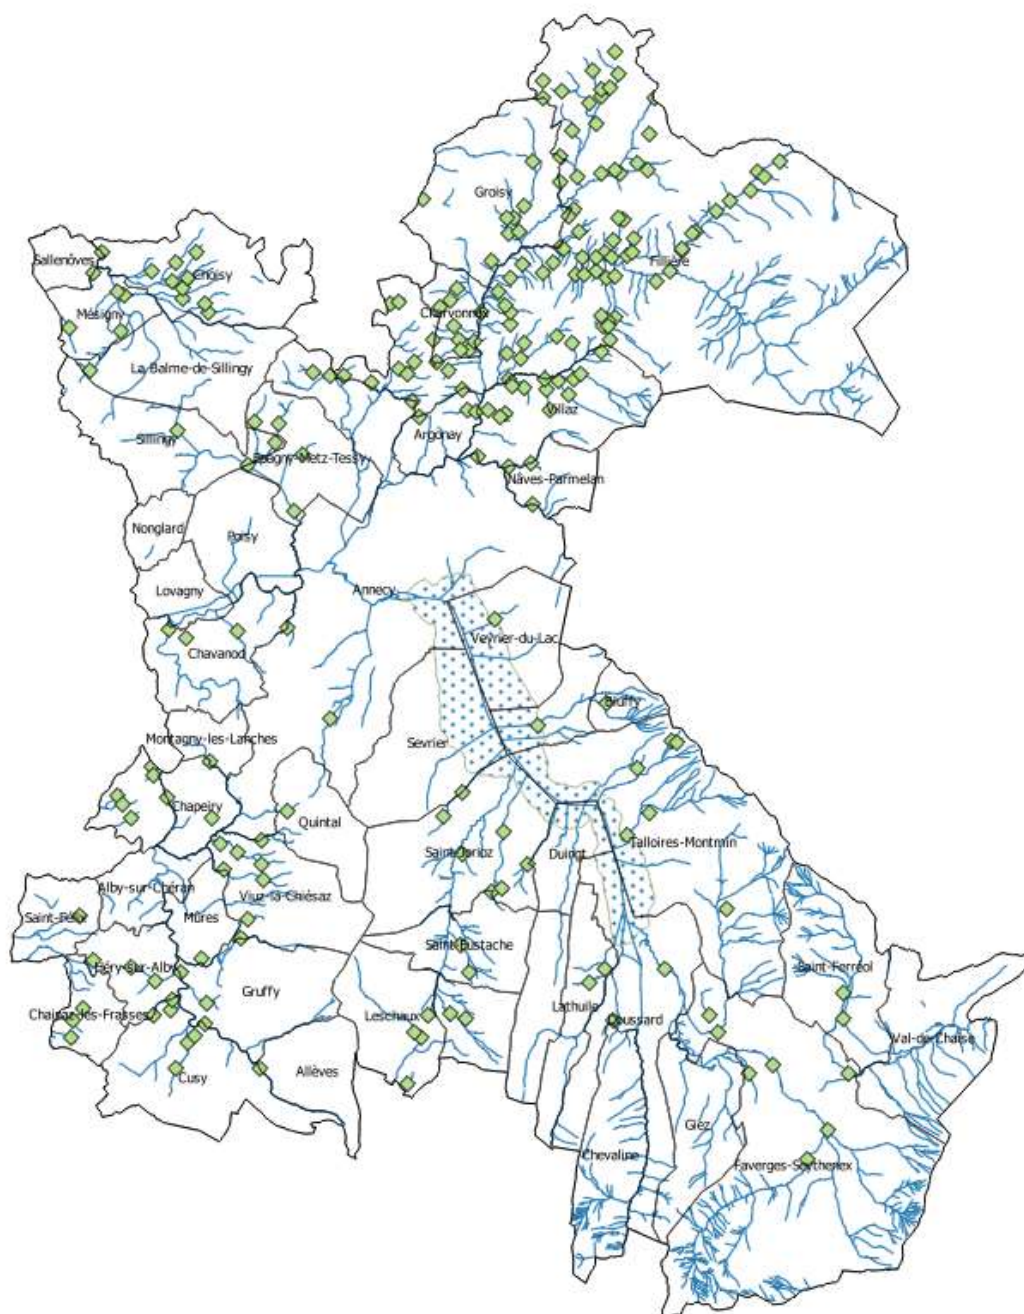 Groisy
Sallenôves
Choisy
Fillière
Mésigny
Charvonnex
La Balme-de-Sillingy
Villaz
Argonay
Sillingy
Epagny-Metz-Tessy
Nâves-Parmelan
Nonglard
Poisy
Lovagny
Annecy
Veyrier-du-Lac
Chavanod
Bluffy
Montagny-les-Lanches
Sevrier
Chapeiry
Quintal
Talloires-Montmin
Saint-Jorioz
Duingt
Alby-sur-Chéran
Viuz-la-Chiésaz
Saint-Félix
Mûres
Saint-Eustache
Héry-sur-Alby
Saint-Ferréol
Gruffy
Lathuile
Chainaz-les-Frasses
Leschaux
Doussard
Val-de-Chaise
Allèves
Cusy
Giez
Chevaline
Faverges-Seythenex